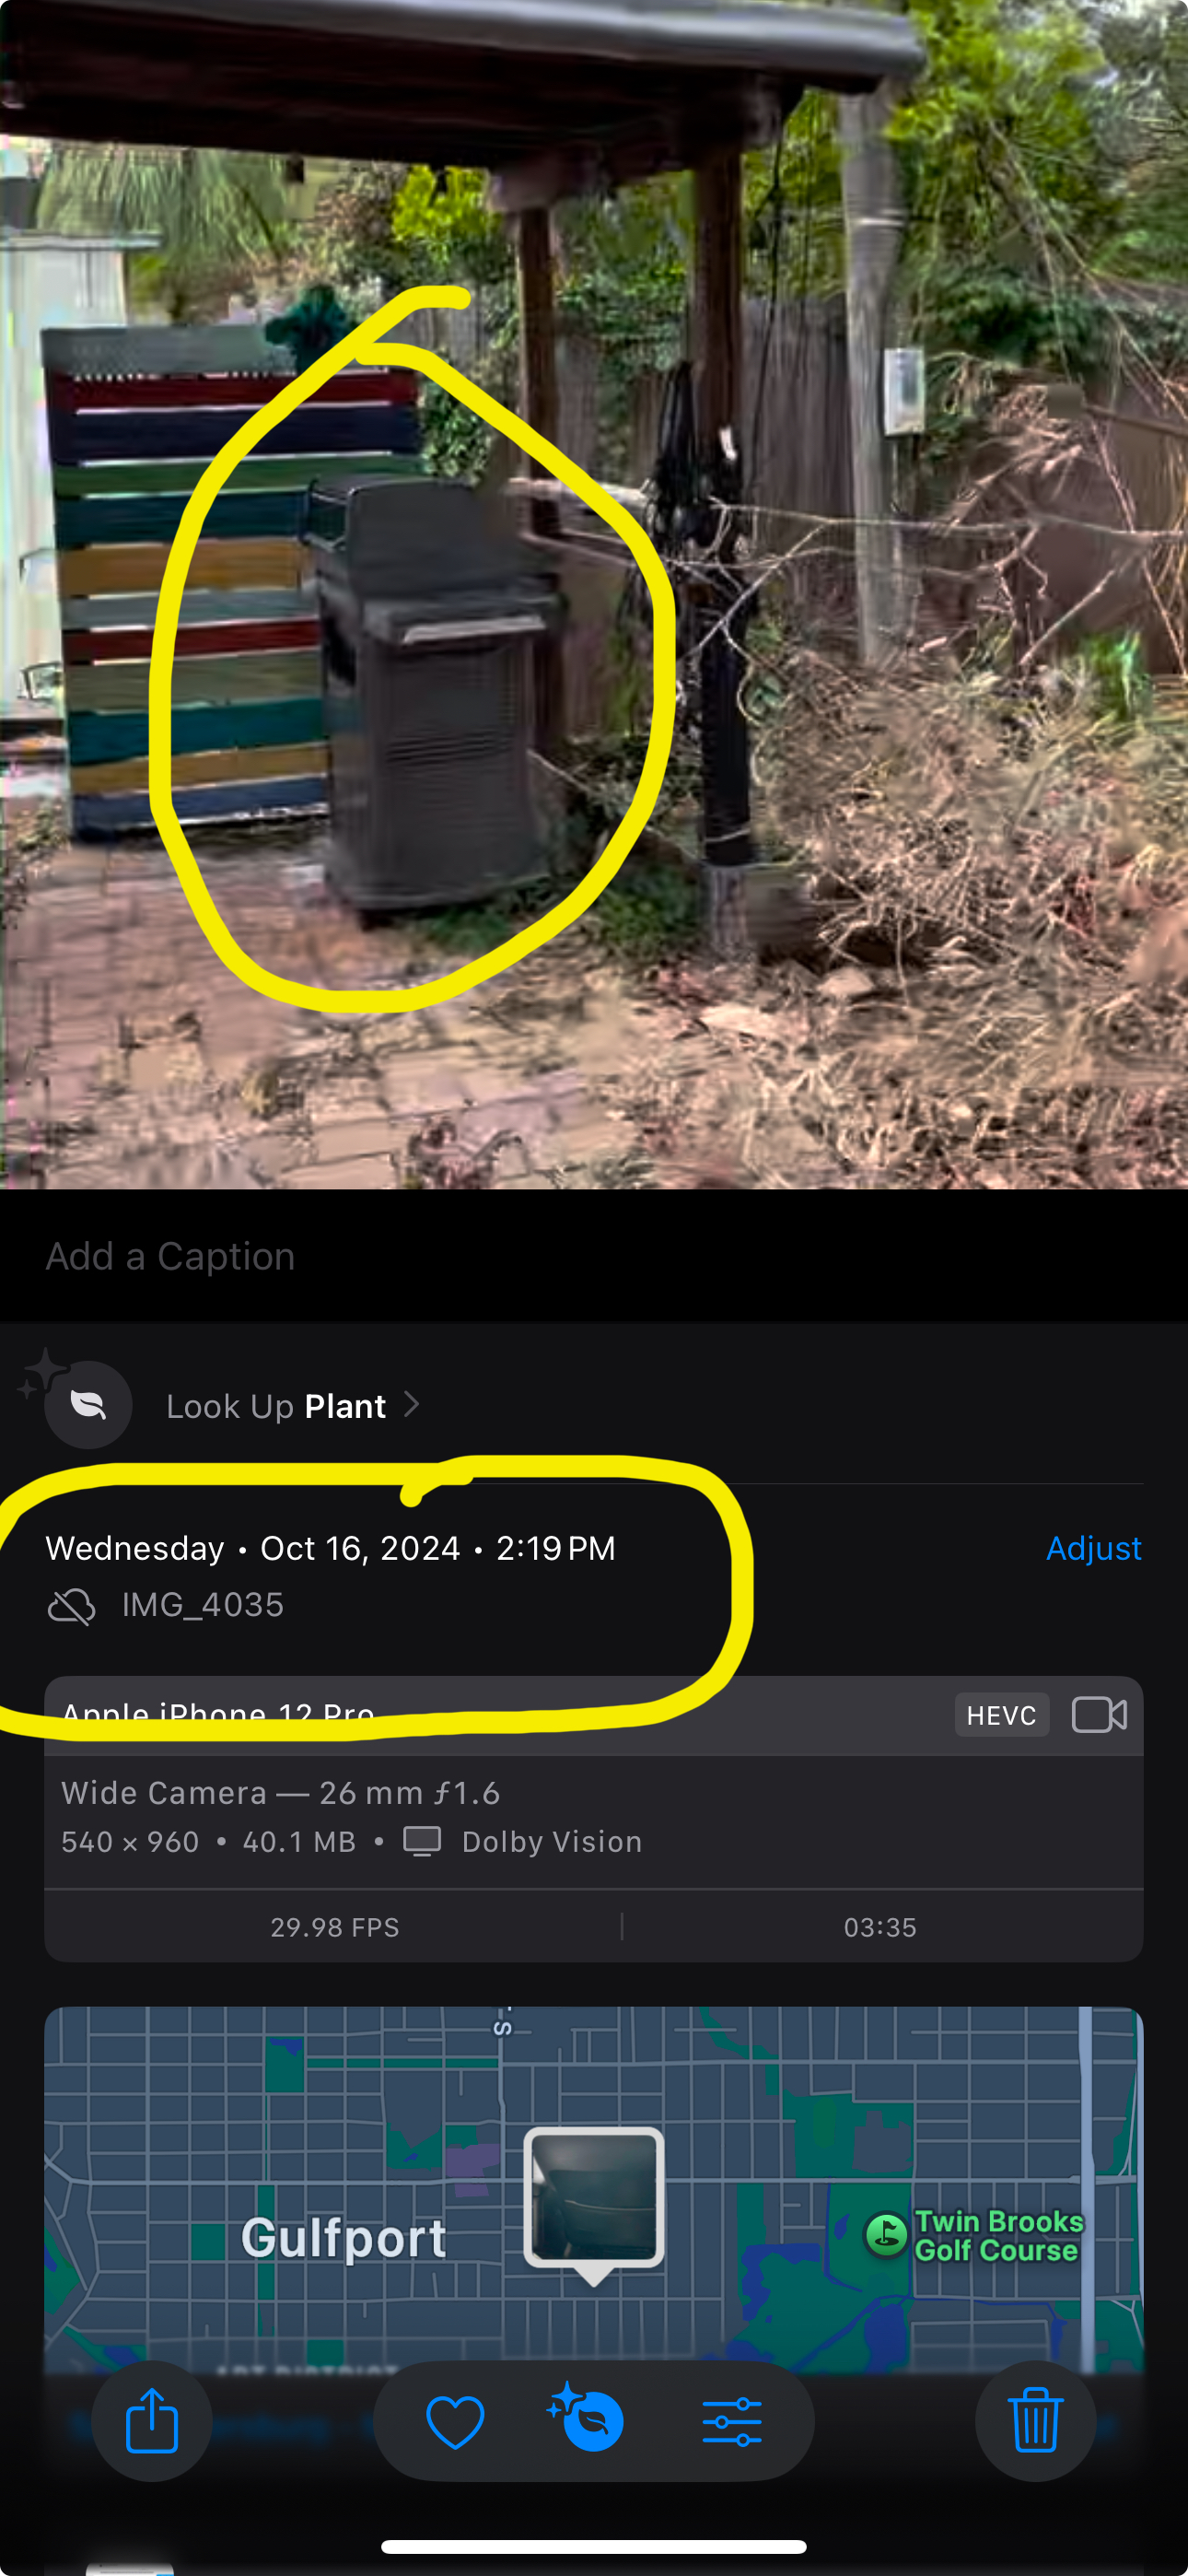 Add a Caption
Look Up Plant
Wednesday • Oct 16, 2024 • 2:19 PM
Adjust
IMG_4035
Apple iPhone 12 Pro
HEVC
Wide Camera — 26 mm ƒ1.6
540 × 960 • 40.1 MB • Dolby Vision
29.98 FPS
03:35
S
Gulfport
Twin Brooks
Golf Course
ART DISTRICT